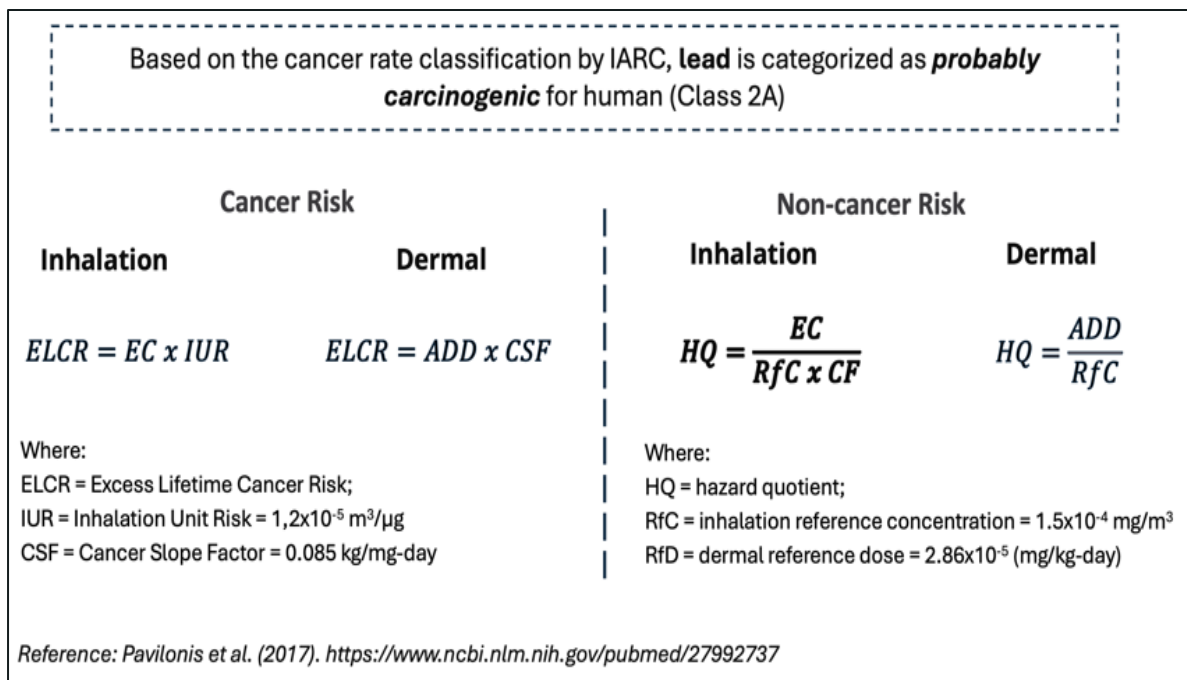 Based on the cancer rate classification by IARC, lead is categorized as probably
carcinogenic for human (Class 2A)
Cancer Risk
Inhalation
ELCR = EC x IUR
Dermal
ELCR = ADD x CSF
Where:
ELCR = Excess Lifetime Cancer Risk;
IUR = Inhalation Unit Risk = 1,2x10⁻⁵ m³/µg
CSF = Cancer Slope Factor = 0.085 kg/mg-day
Non-cancer Risk
Inhalation
HQ = EC / RfC x CF
Dermal
HQ = ADD / RfC
Where:
HQ = hazard quotient;
RfC = inhalation reference concentration = 1.5x10⁻⁴ mg/m³
RfD = dermal reference dose = 2.86x10⁻⁵ (mg/kg-day)
Reference: Pavilonis et al. (2017). https://www.ncbi.nlm.nih.gov/pubmed/27992737